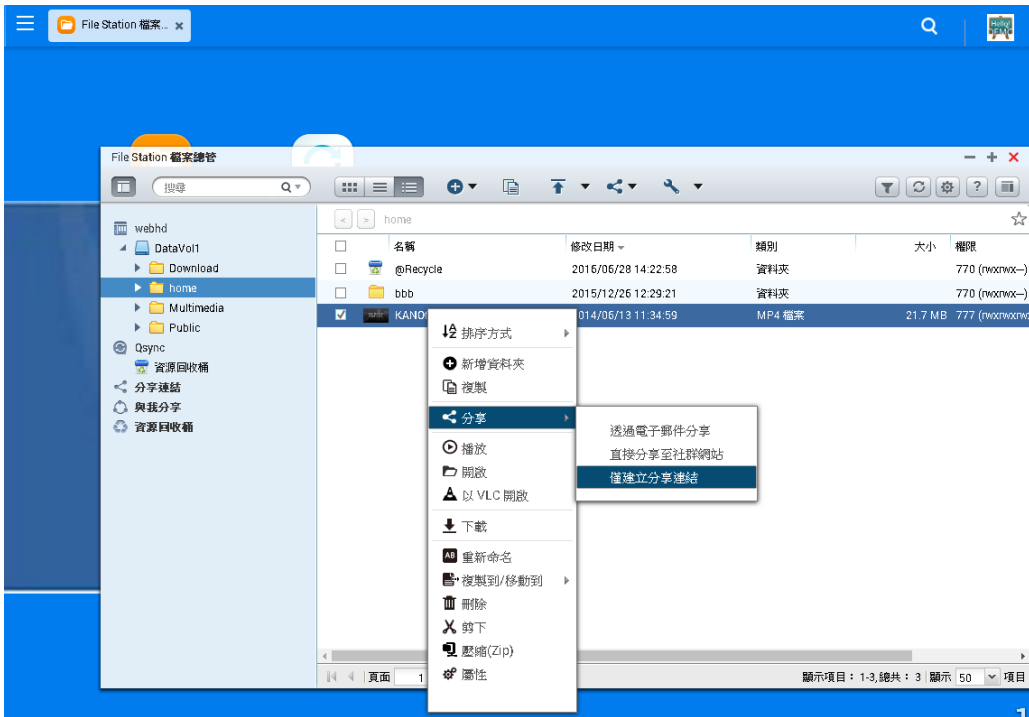 File Station 檔案... x
Hello!
File Station 檔案總管
搜尋
webhd
DataVol1
Download
home
Multimedia
Public
Qsync
資源回收桶
分享連結
與我分享
資源回收桶
< > home
名稱 修改日期 類別 大小 權限
@Recycle 2016/06/28 14:22:58 資料夾 770 (rwxrwx---)
bbb 2015/12/26 12:29:21 資料夾 770 (rwxrwx---)
2014/06/13 11:34:59 MP4 檔案 21.7 MB 777 (rwxrwxrw
排序方式
新增資料夾
複製
分享
播放
開啟
以 VLC 開啟
下載
重新命名
複製到/移動到
刪除
剪下
壓縮(Zip)
屬性
透過電子郵件分享
直接分享至社群網站
僅建立分享連結
頁面 1
顯示項目: 1-3, 總共: 3 顯示 50 項目